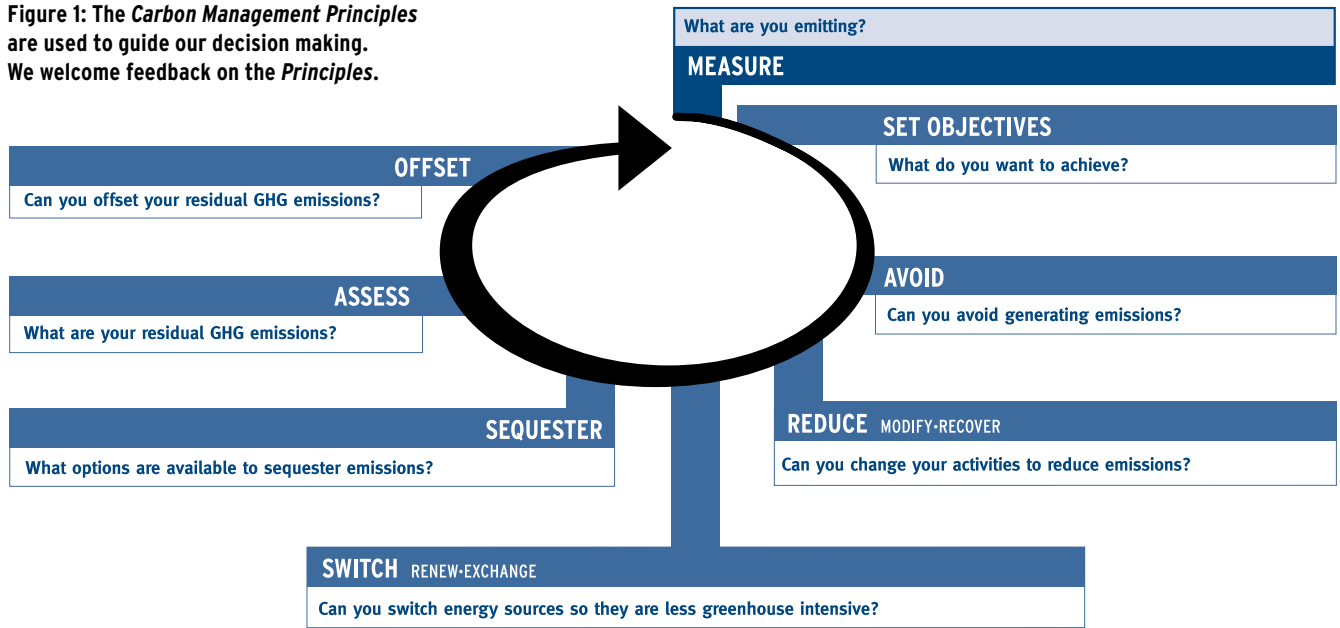 Figure 1: The Carbon Management Principles
are used to guide our decision making.
We welcome feedback on the Principles.
What are you emitting?
MEASURE
SET OBJECTIVES
What do you want to achieve?
AVOID
Can you avoid generating emissions?
REDUCE MODIFY•RECOVER
Can you change your activities to reduce emissions?
SWITCH RENEW•EXCHANGE
Can you switch energy sources so they are less greenhouse intensive?
SEQUESTER
What options are available to sequester emissions?
ASSESS
What are your residual GHG emissions?
OFFSET
Can you offset your residual GHG emissions?